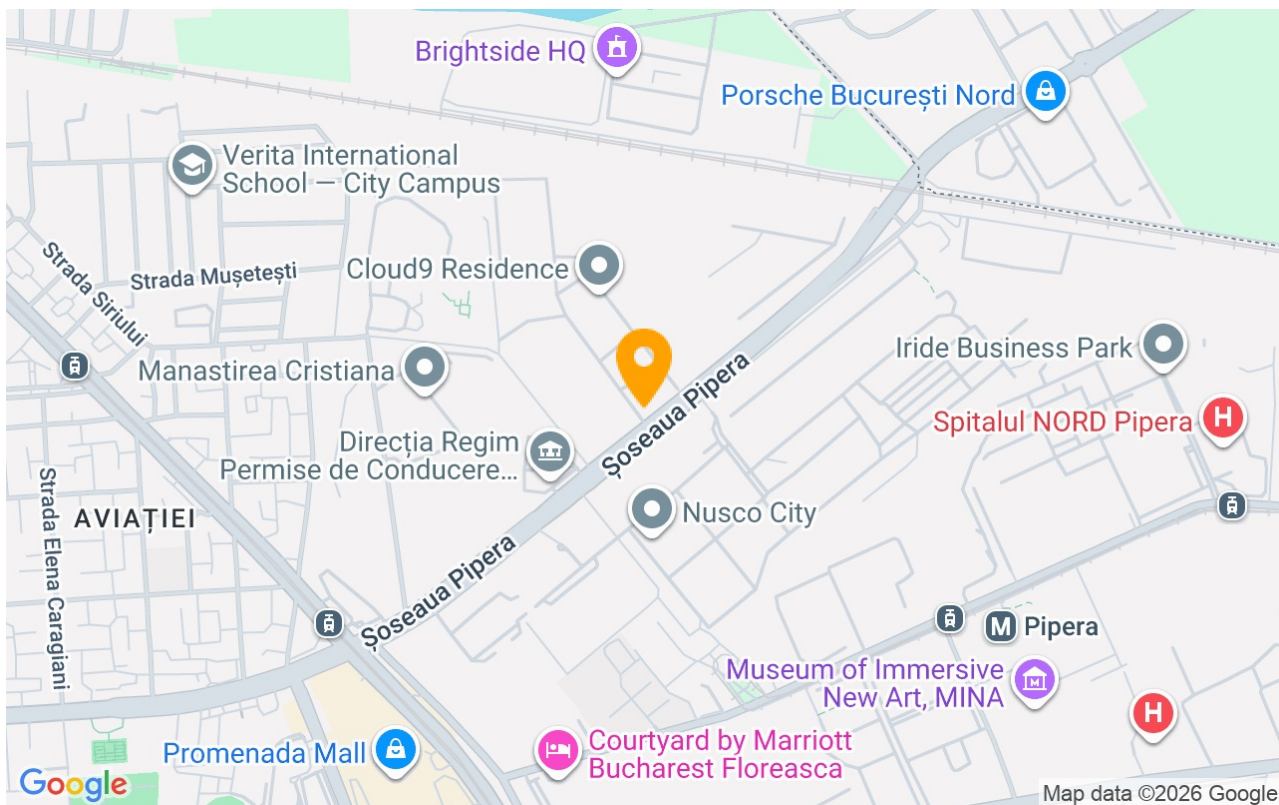 Brightside HQ
Porsche București Nord
Verita International
School — City Campus
Strada Siriului
Strada Mușetești
Cloud9 Residence
Manastirea Cristiana
Iride Business Park
Șoseaua Pipera
Spitalul NORD Pipera
H
Direcția Regim
Permise de Conducere...
Strada Elena Caragiani
AVIAȚIEI
Nusco City
Șoseaua Pipera
M Pipera
Museum of Immersive
New Art, MINA
M
H
Promenada Mall
Courtyard by Marriott
Bucharest Floreasca
Google
Map data ©2026 Google